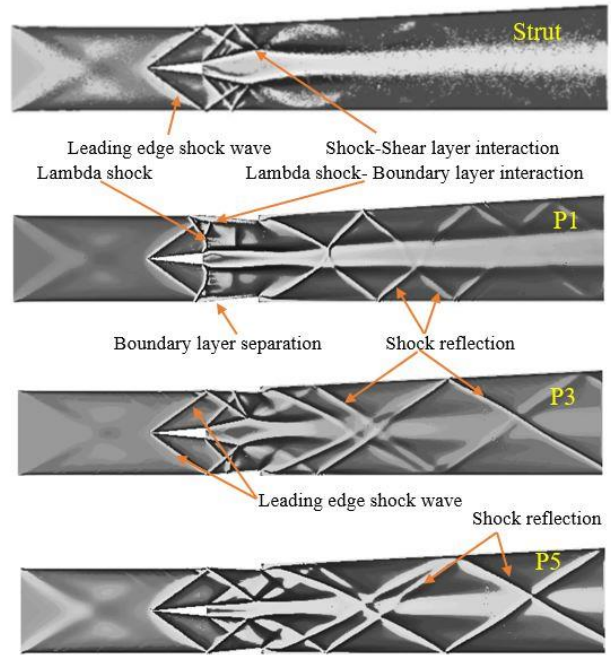 Strut
Leading edge shock wave
Shock-Shear layer interaction
Lambda shock
Lambda shock- Boundary layer interaction
P1
Boundary layer separation
Shock reflection
P3
Leading edge shock wave
Shock reflection
P5